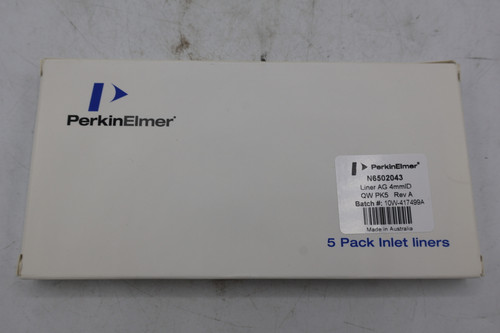 PerkinElmer®
PerkinElmer®
N6502043
Liner AG 4mmID
QW PK5 Rev A
Batch #: 10W-417499A
Made in Australia
5 Pack Inlet liners